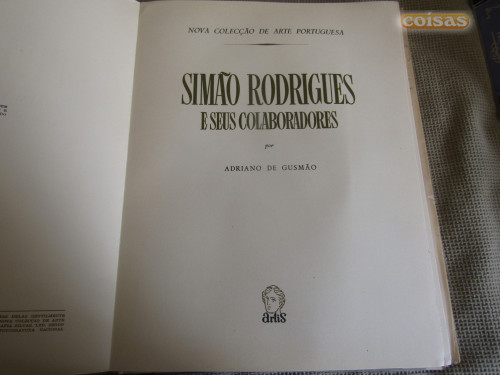 coisas
NOVA COLECÇÃO DE ARTE PORTUGUESA
SIMÃO RODRIGUES
E SEUS COLABORADORES
por
ADRIANO DE GUSMÃO
artis